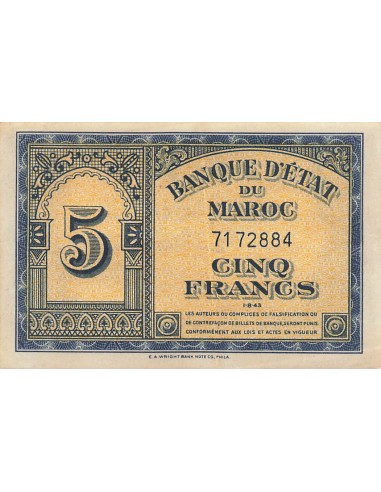 5
BANQUE D'ÉTAT
DU
MAROC
7172884
CINQ
FRANCS
1-8-43
LES AUTEURS OU COMPLICES DE FALSIFICATION OU
DE CONTREFAÇON DE BILLETS DE BANQUE, SERONT PUNIS
CONFORMÉMENT AUX LOIS ET ACTES EN VIGUEUR
E.A. WRIGHT BANK NOTE CO., PHILA.